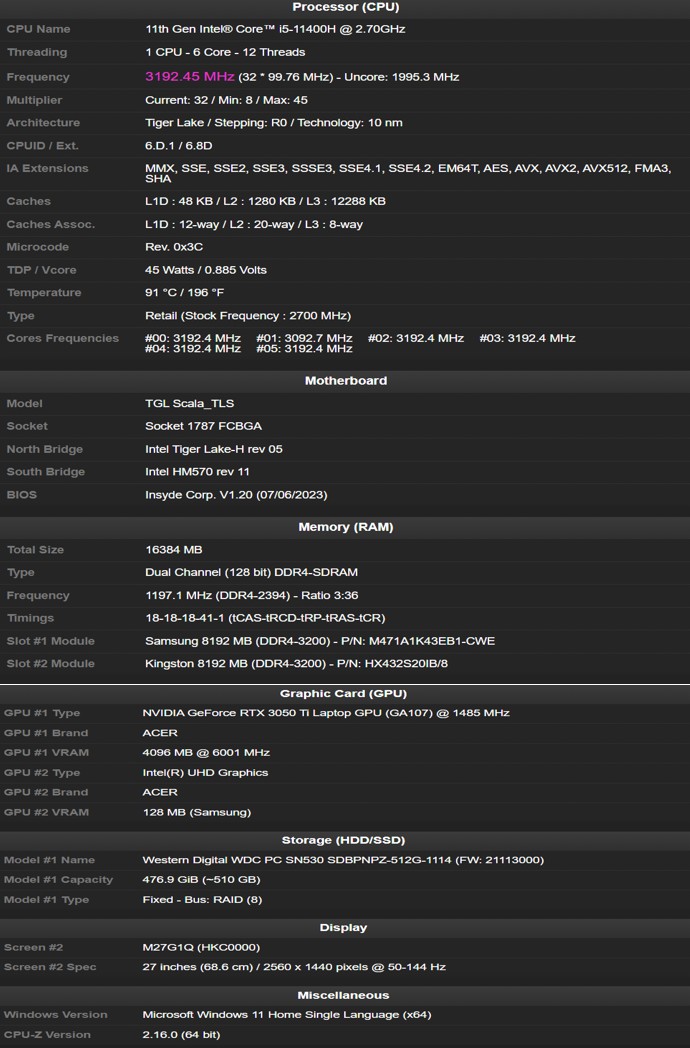 Processor (CPU)
CPU Name 11th Gen Intel® Core™ i5-11400H @ 2.70GHz
Threading 1 CPU - 6 Core - 12 Threads
Frequency 3192.45 MHz (32 * 99.76 MHz) - Uncore: 1995.3 MHz
Multiplier Current: 32 / Min: 8 / Max: 45
Architecture Tiger Lake / Stepping: R0 / Technology: 10 nm
CPUID / Ext. 6.D.1 / 6.8D
IA Extensions MMX, SSE, SSE2, SSE3, SSSE3, SSE4.1, SSE4.2, EM64T, AES, AVX, AVX2, AVX512, FMA3,
SHA
Caches L1D : 48 KB / L2 : 1280 KB / L3 : 12288 KB
Caches Assoc. L1D : 12-way / L2 : 20-way / L3 : 8-way
Microcode Rev. 0x3C
TDP / Vcore 45 Watts / 0.885 Volts
Temperature 91 °C / 196 °F
Type Retail (Stock Frequency : 2700 MHz)
Cores Frequencies #00: 3192.4 MHz #01: 3092.7 MHz #02: 3192.4 MHz #03: 3192.4 MHz
#04: 3192.4 MHz #05: 3192.4 MHz
Motherboard
Model TGL Scala_TLS
Socket Socket 1787 FCBGA
North Bridge Intel Tiger Lake-H rev 05
South Bridge Intel HM570 rev 11
BIOS Insyde Corp. V1.20 (07/06/2023)
Memory (RAM)
Total Size 16384 MB
Type Dual Channel (128 bit) DDR4-SDRAM
Frequency 1197.1 MHz (DDR4-2394) - Ratio 3:36
Timings 18-18-18-41-1 (tCAS-tRCD-tRP-tRAS-tCR)
Slot #1 Module Samsung 8192 MB (DDR4-3200) - P/N: M471A1K43EB1-CWE
Slot #2 Module Kingston 8192 MB (DDR4-3200) - P/N: HX432S20IB/8
Graphic Card (GPU)
GPU #1 Type NVIDIA GeForce RTX 3050 Ti Laptop GPU (GA107) @ 1485 MHz
GPU #1 Brand ACER
GPU #1 VRAM 4096 MB @ 6001 MHz
GPU #2 Type Intel(R) UHD Graphics
GPU #2 Brand ACER
GPU #2 VRAM 128 MB (Samsung)
Storage (HDD/SSD)
Model #1 Name Western Digital WDC PC SN530 SDBPNPZ-512G-1114 (FW: 21113000)
Model #1 Capacity 476.9 GiB (~510 GB)
Model #1 Type Fixed - Bus: RAID (8)
Display
Screen #2 M27G1Q (HKC0000)
Screen #2 Spec 27 inches (68.6 cm) / 2560 x 1440 pixels @ 50-144 Hz
Miscellaneous
Windows Version Microsoft Windows 11 Home Single Language (x64)
CPU-Z Version 2.16.0 (64 bit)